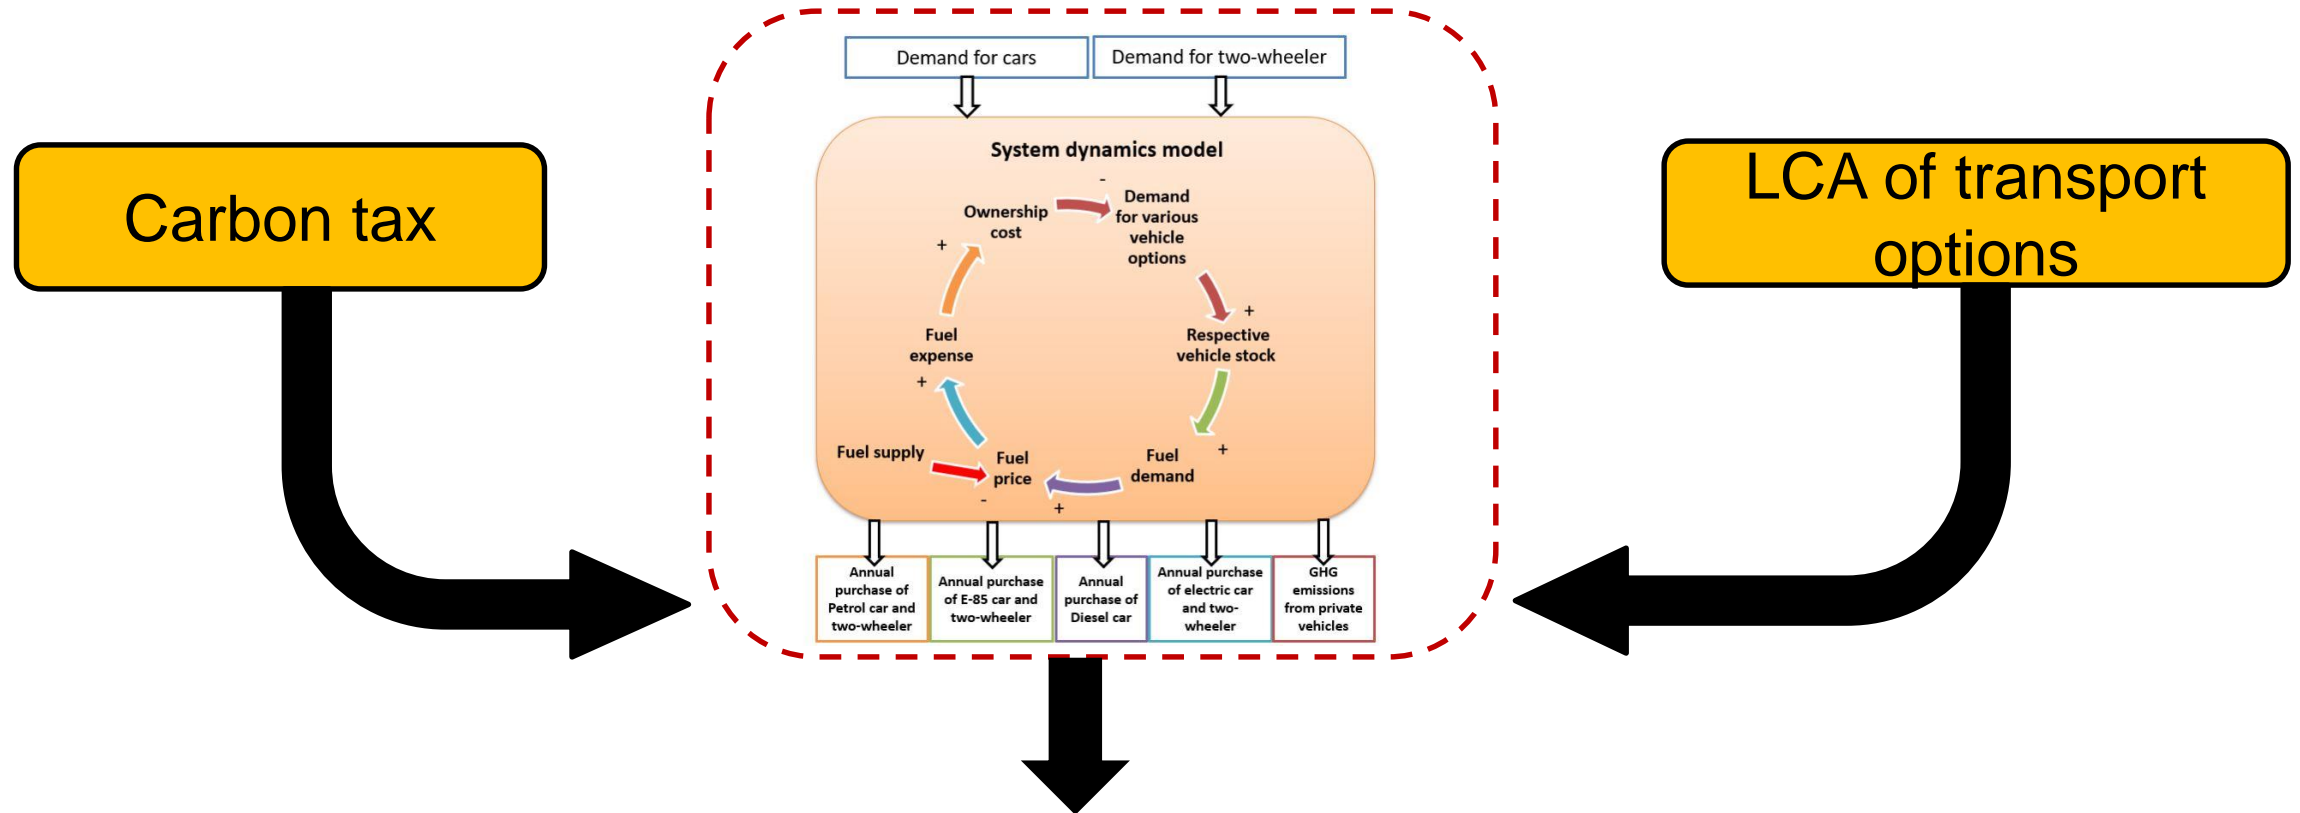 Demand for cars
Demand for two-wheeler
Carbon tax
LCA of transport
options
System dynamics model
-
Demand
for various
vehicle
options
Ownership
cost
+
+
Respective
vehicle stock
Fuel
expense
+
+
Fuel
demand
Fuel supply
Fuel
price
-
+
Annual
purchase of
Petrol car and
two-wheeler
Annual purchase
of E-85 car and
two-wheeler
Annual
purchase of
Diesel car
Annual purchase
of electric car
and two-
wheeler
GHG
emissions
from private
vehicles